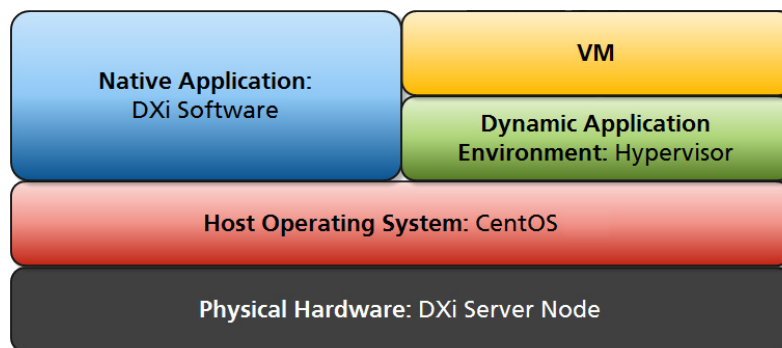 Native Application:
DXi Software
VM
Dynamic Application
Environment: Hypervisor
Host Operating System: CentOS
Physical Hardware: DXi Server Node